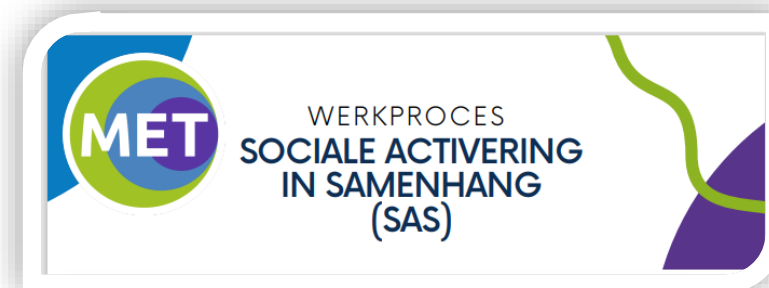 MET
WERKPROCES
SOCIALE ACTIVERING
IN SAMENHANG
(SAS)